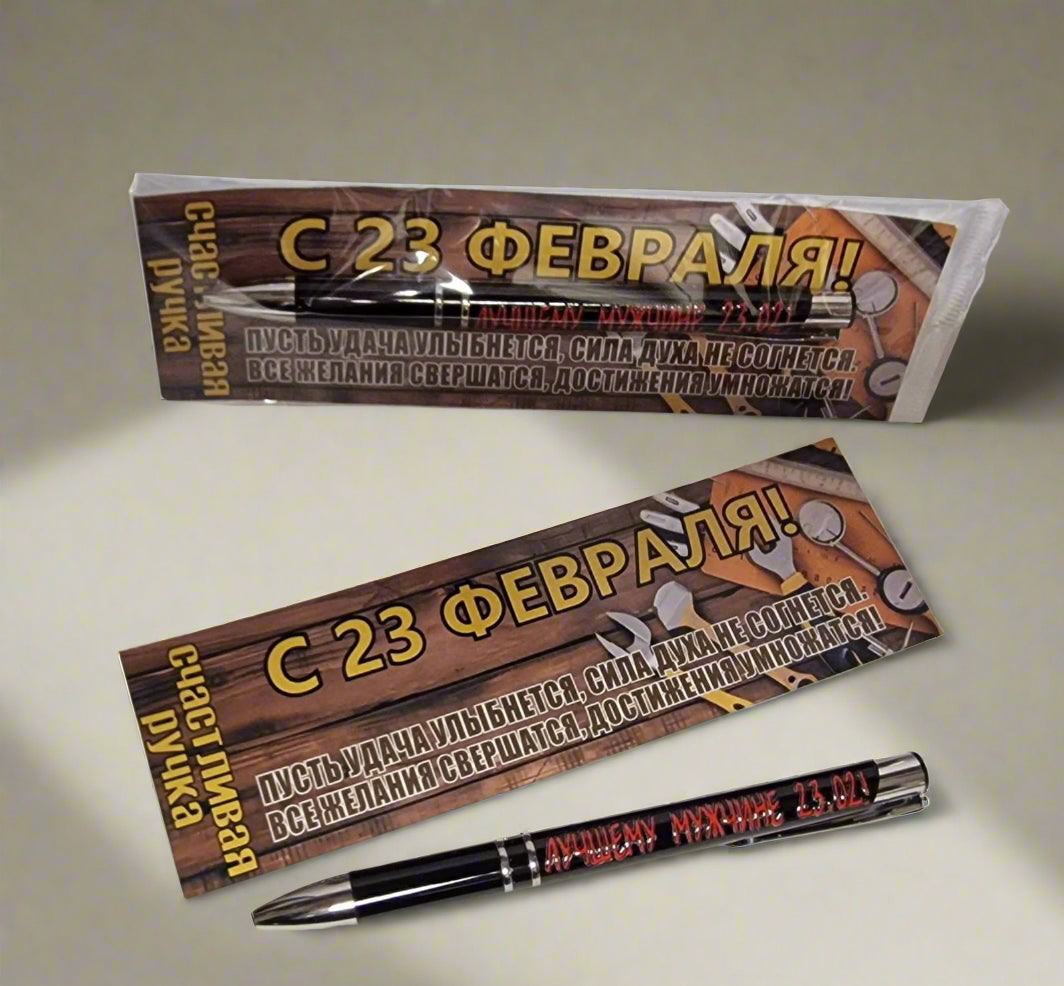 С 23 ФЕВРАЛЯ!
счастливая
ручка
ЛУЧШЕМУ МУЖЧИНЕ 23.02!
ПУСТЬ УДАЧА УЛЫБНЕТСЯ, СИЛА ДУХА НЕ СОГНЕТСЯ.
ВСЕ ЖЕЛАНИЯ СВЕРШАТСЯ, ДОСТИЖЕНИЯ УМНОЖАТСЯ!
С 23 ФЕВРАЛЯ!
счастливая
ручка
ПУСТЬ УДАЧА УЛЫБНЕТСЯ, СИЛА ДУХА НЕ СОГНЕТСЯ.
ВСЕ ЖЕЛАНИЯ СВЕРШАТСЯ, ДОСТИЖЕНИЯ УМНОЖАТСЯ!
ЛУЧШЕМУ МУЖЧИНЕ 23.02!